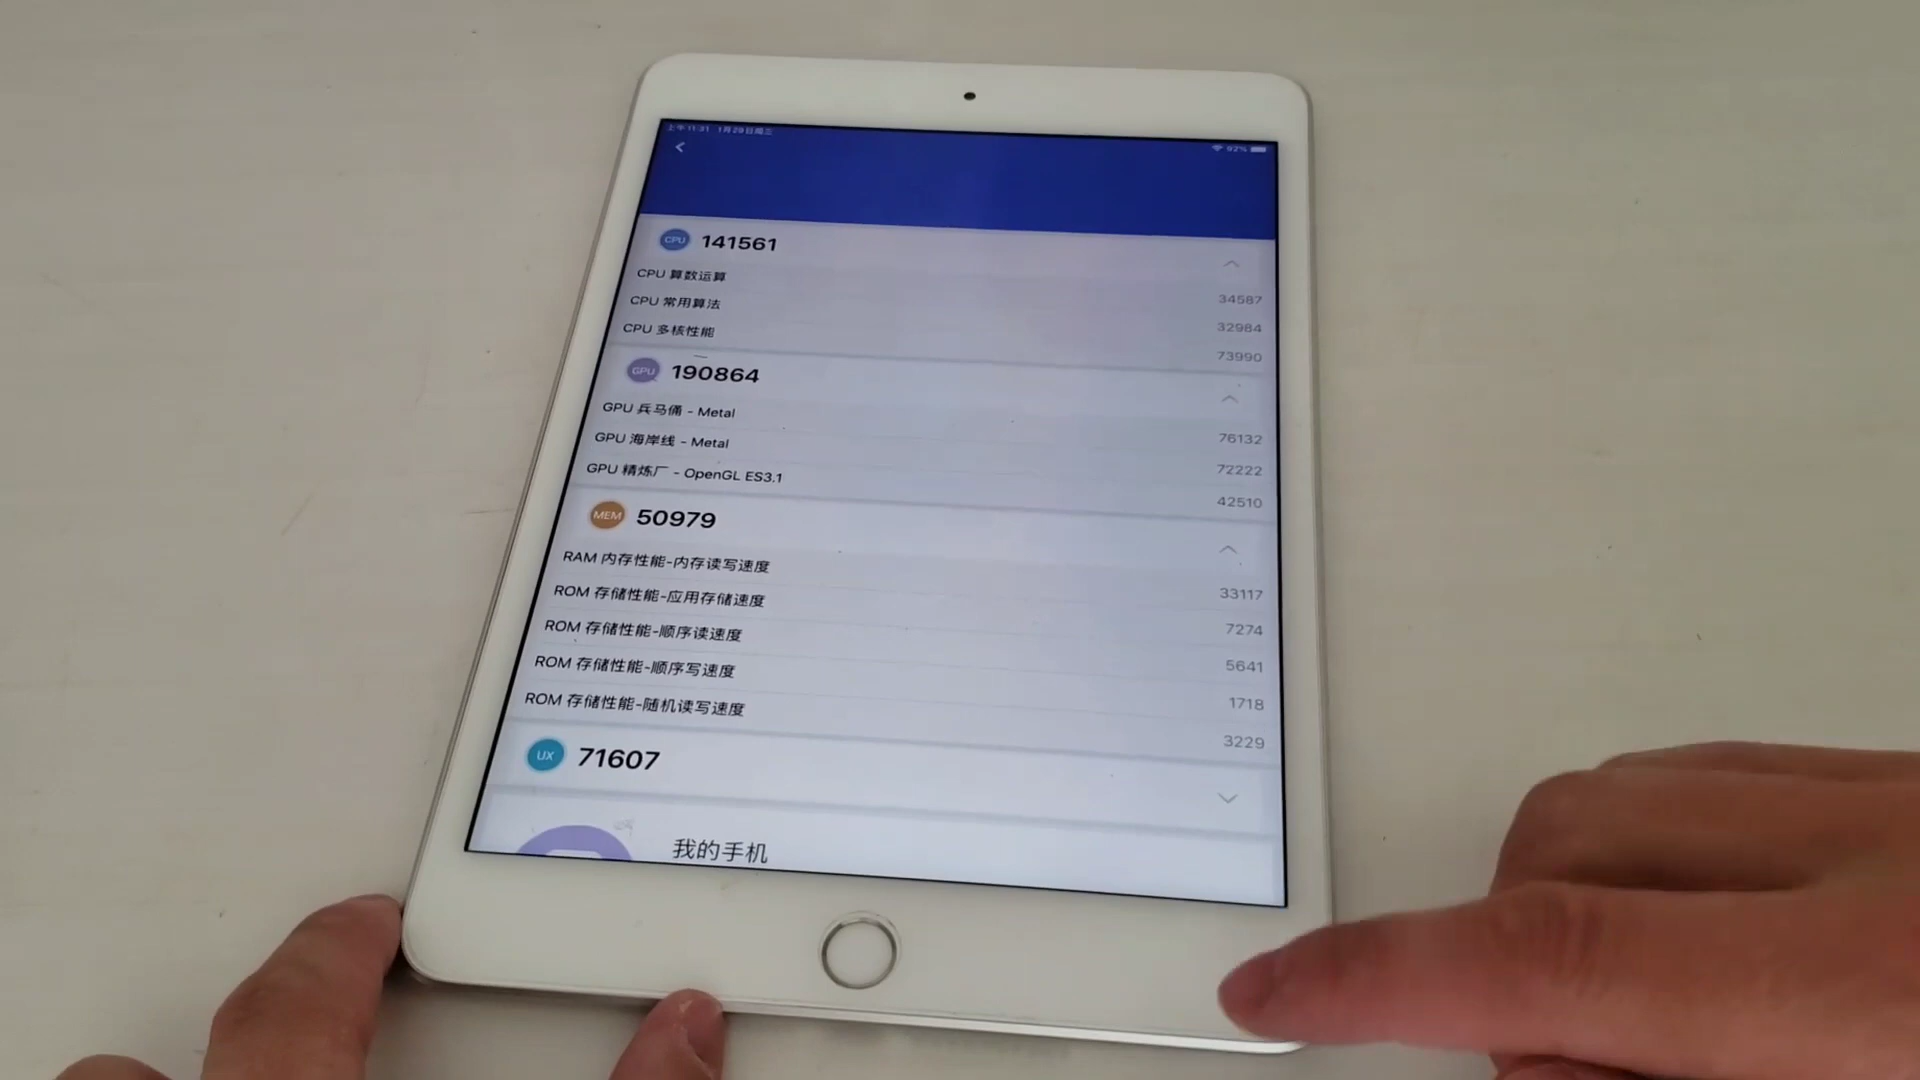 上午11:31 1月29日周三
92%
CPU 141561
CPU 算数运算 34587
CPU 常用算法 32984
CPU 多核性能 73990
GPU 190864
GPU 兵马俑 - Metal 76132
GPU 海岸线 - Metal 72222
GPU 精炼厂 - OpenGL ES3.1 42510
MEM 50979
RAM 内存性能-内存读写速度 33117
ROM 存储性能-应用存储速度 7274
ROM 存储性能-顺序读速度 5641
ROM 存储性能-顺序写速度 1718
ROM 存储性能-随机读写速度 3229
UX 71607
我的手机